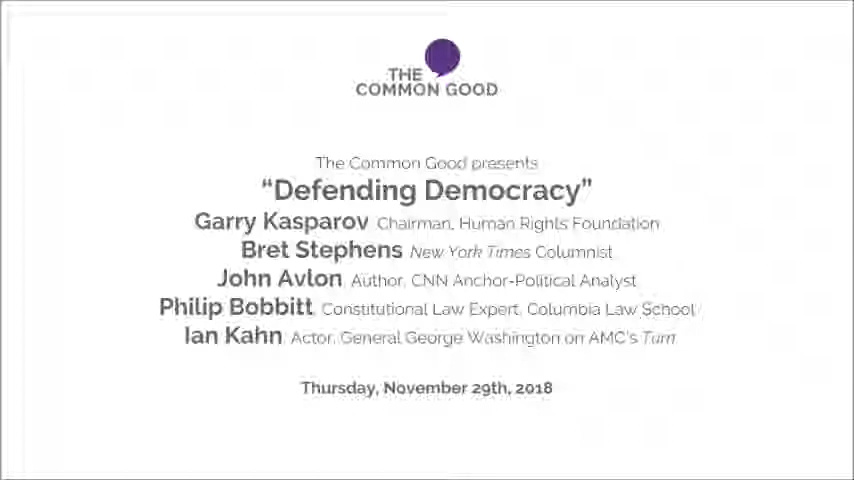 THE
COMMON GOOD
The Common Good presents
“Defending Democracy”
Garry Kasparov, Chairman, Human Rights Foundation
Bret Stephens, New York Times Columnist
John Avlon, Author, CNN Anchor-Political Analyst
Philip Bobbitt, Constitutional Law Expert, Columbia Law School
Ian Kahn, Actor, General George Washington on AMC's Turn
Thursday, November 29th, 2018